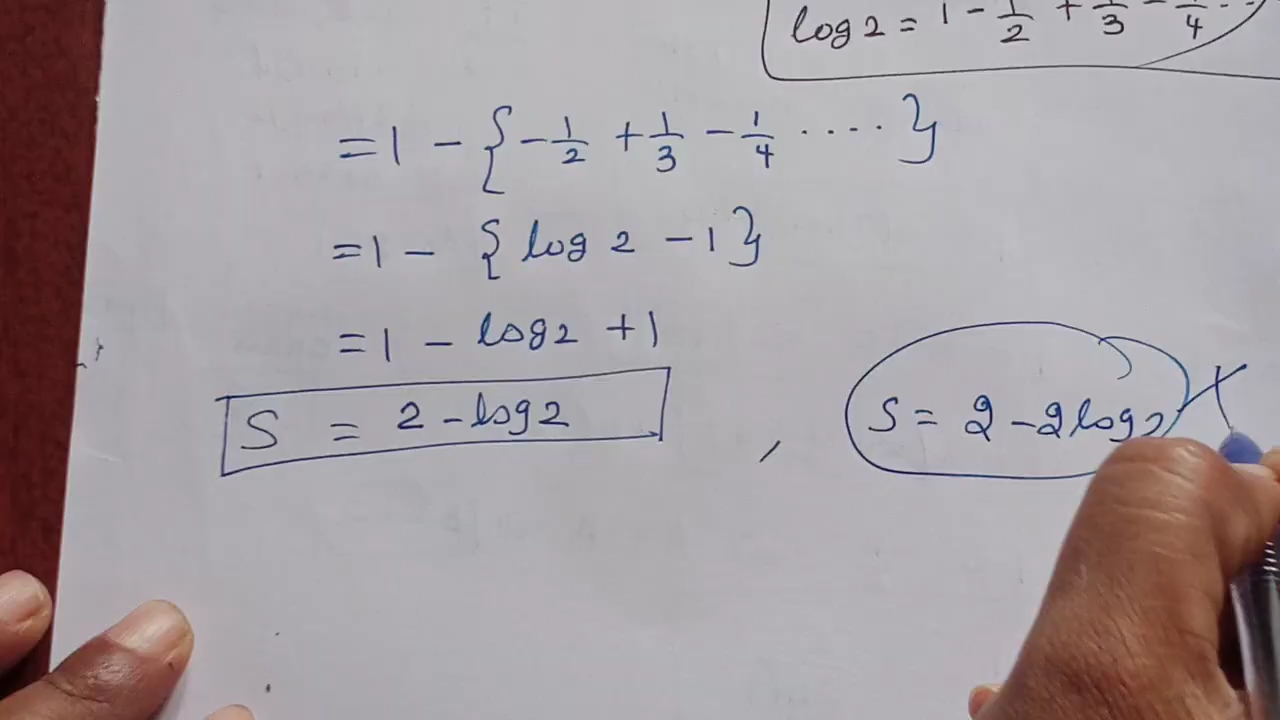 log 2 = 1 - 1/2 + 1/3 - 1/4 ...
= 1 - { - 1/2 + 1/3 - 1/4 .... }
= 1 - { log 2 - 1 }
= 1 - log 2 + 1
S = 2 - log 2 , S = 2 - 2 log 2